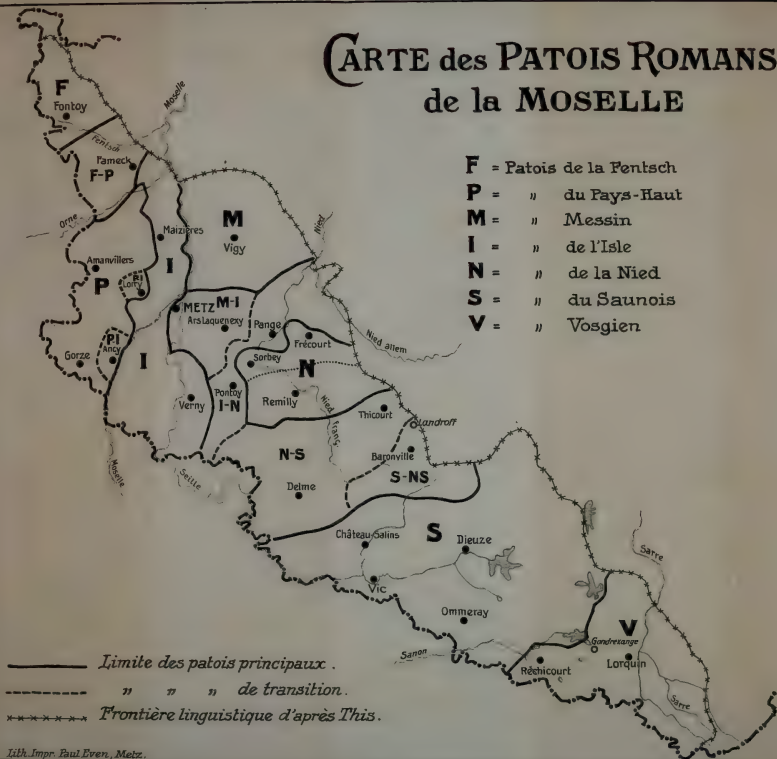 CARTE des PATOIS ROMANS
de la MOSELLE
F = Patois de la Fentsch
P = " du Pays-Haut
M = " Messin
I = " de l'Isle
N = " de la Nied
S = " du Saunois
V = " Vosgien
F
Fontoy
Moselle
Fentsch
Fameck
F-P
Orne
Maizières
M
Vigy
Nied
Amanvillers
P
I
P.I
Lorry
METZ
M-I
Ars Laquenexy
Pange
Frécourt
Nied allem
P.I
Ancy
Gorze
I
Sorbey
N
Verny
Pontoy
I-N
Remilly
Nied franç.
Thicourt
Landroff
Moselle
Seille
N-S
Baronville
S-NS
Delme
Château-Salins
S
Dieuze
Vic
Ommeray
Sarre
V
Gondrexange
Sanon
Réchicourt
Lorquin
Sarre
Limite des patois principaux.
" " " de transition.
Frontière linguistique d'après This.
Lith. Impr. Paul Even, Metz.